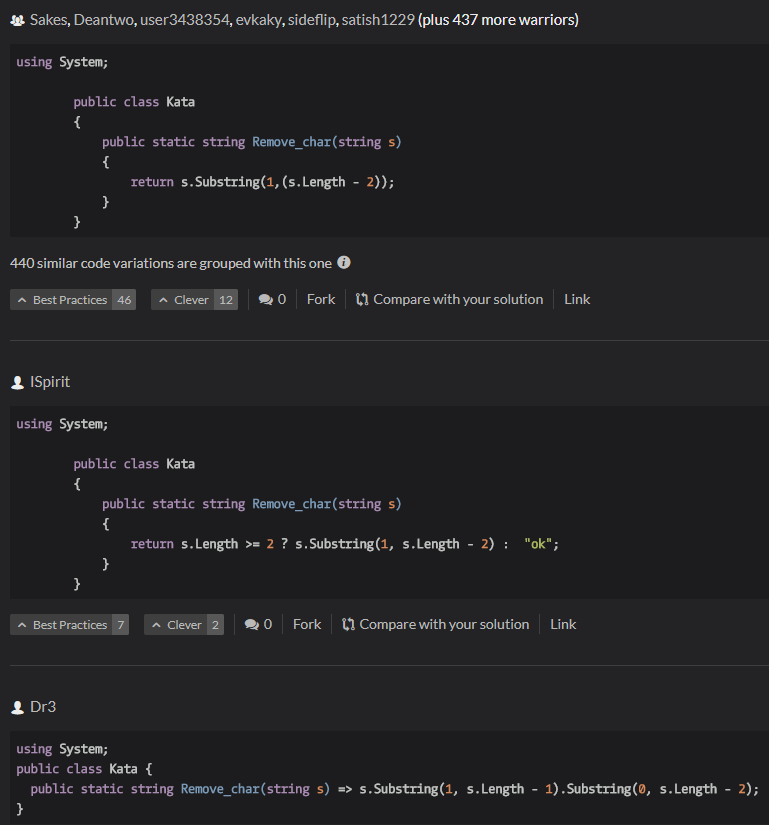 Sakes, Deantwo, user3438354, evkaky, sideflip, satish1229 (plus 437 more warriors)
using System;
public class Kata
{
public static string Remove_char(string s)
{
return s.Substring(1,(s.Length - 2));
}
}
440 similar code variations are grouped with this one
Best Practices 46 Clever 12 0 Fork Compare with your solution Link
ISpirit
using System;
public class Kata
{
public static string Remove_char(string s)
{
return s.Length >= 2 ? s.Substring(1, s.Length - 2) : "ok";
}
}
Best Practices 7 Clever 2 0 Fork Compare with your solution Link
Dr3
using System;
public class Kata {
public static string Remove_char(string s) => s.Substring(1, s.Length - 1).Substring(0, s.Length - 2);
}